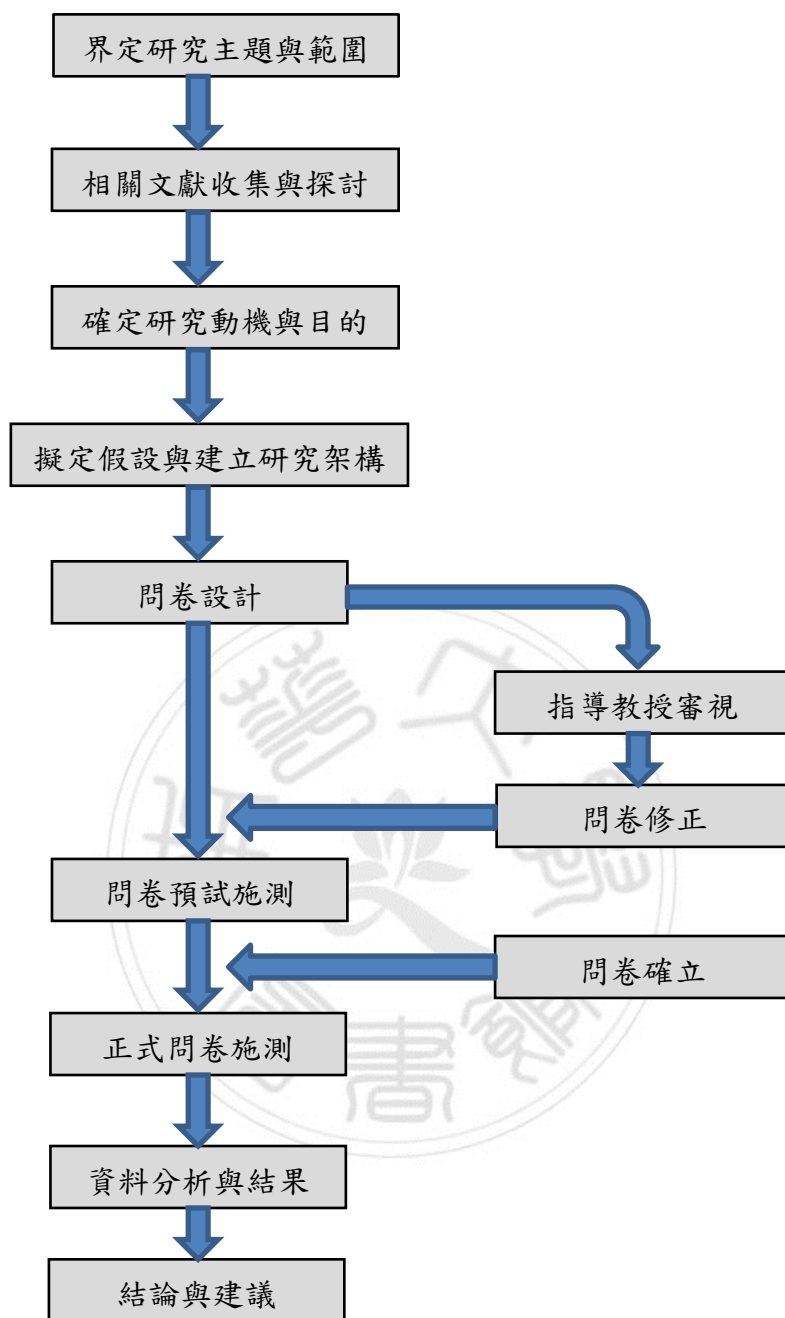 界定研究主題與範圍
相關文獻收集與探討
確定研究動機與目的
擬定假設與建立研究架構
問卷設計
指導教授審視
問卷修正
問卷預試施測
問卷確立
正式問卷施測
資料分析與結果
結論與建議